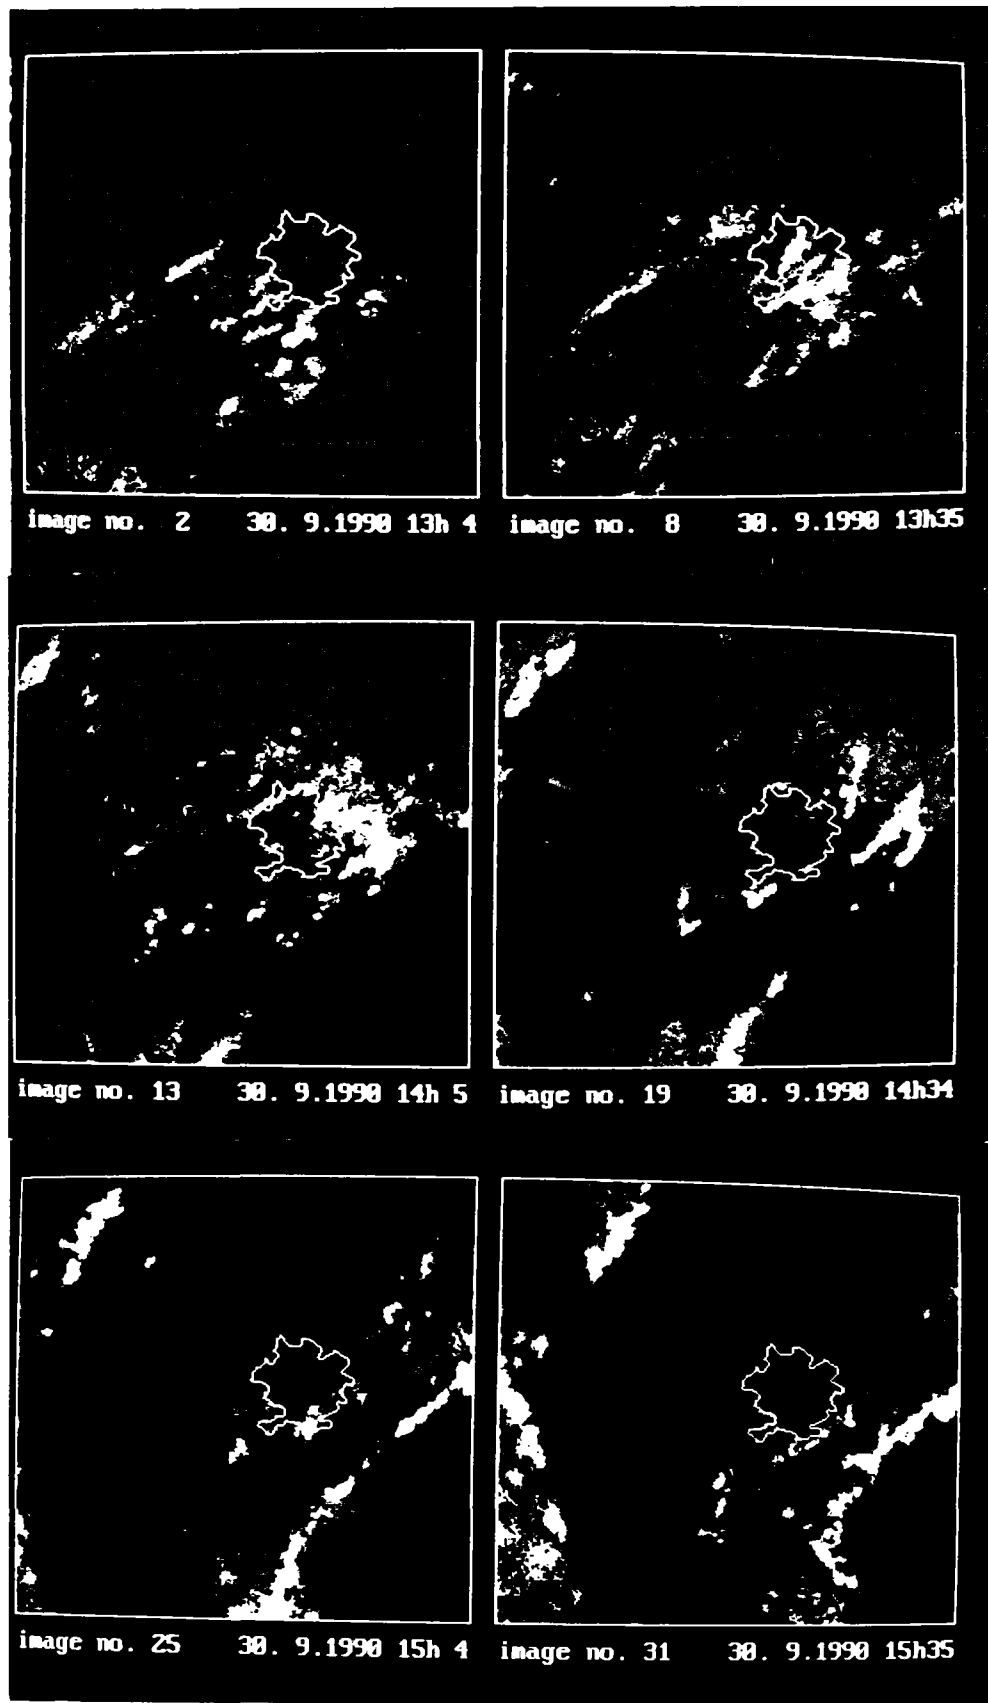 image no. 2 30. 9.1990 13h 4
image no. 8 30. 9.1990 13h35
image no. 13 30. 9.1990 14h 5
image no. 19 30. 9.1990 14h34
image no. 25 30. 9.1990 15h 4
image no. 31 30. 9.1990 15h35